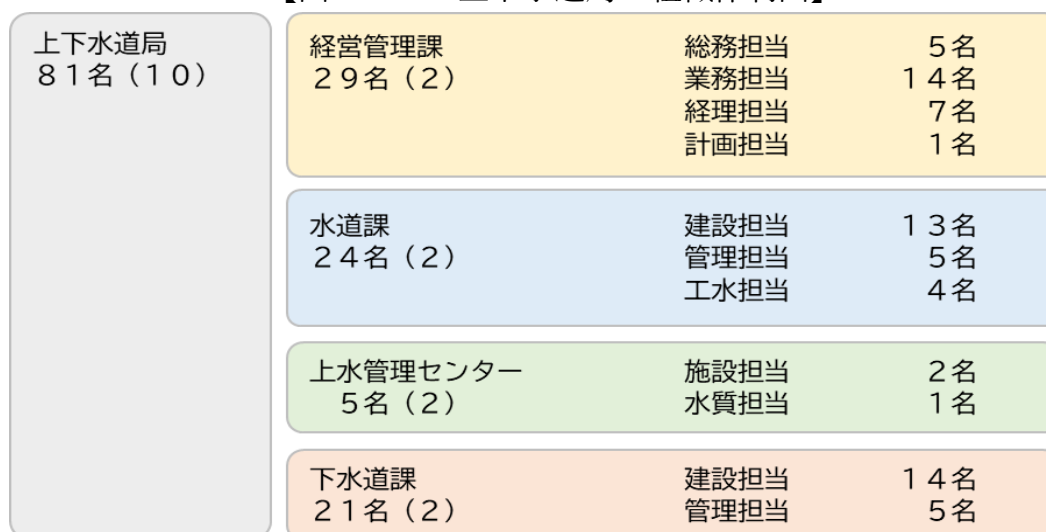 上下水道局
８１名（１０）
経営管理課 総務担当 ５名
２９名（２） 業務担当 １４名
経理担当 ７名
計画担当 １名
水道課 建設担当 １３名
２４名（２） 管理担当 ５名
工水担当 ４名
上水管理センター 施設担当 ２名
５名（２） 水質担当 １名
下水道課 建設担当 １４名
２１名（２） 管理担当 ５名